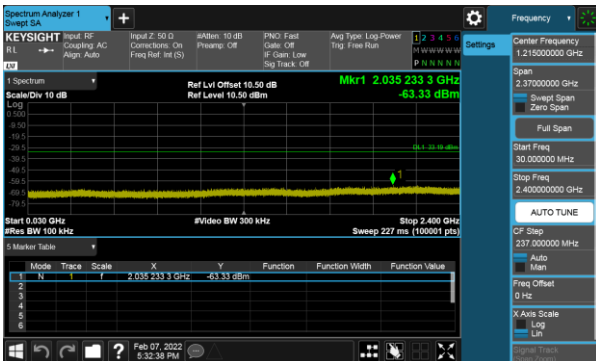 Spectrum Analyzer 1
Swept SA
Frequency
KEYSIGHT Input: RF Input Z: 50 Ω #Atten: 10 dB PNO: Fast Avg Type: Log-Power 1 2 3 4 5 6
RL Coupling: AC Corrections: On Preamp: Off Gate: Off Trig: Free Run M W W W W W
Align: Auto Freq Ref: Int (S) IF Gain: Low P N N N N N
Sig Track: Off
LW
Settings
1 Spectrum Ref Lvl Offset 10.50 dB Mkr1 2.035 233 3 GHz
Scale/Div 10 dB Ref Level 10.50 dBm -63.33 dBm
Log
0.500
-9.50
-19.5
-29.5
DL1 -33.19 dBm
-39.5
-49.5
1
-59.5
-69.5
-79.5
Start 0.030 GHz #Video BW 300 kHz Stop 2.400 GHz
#Res BW 100 kHz Sweep 227 ms (100001 pts)
5 Marker Table
Mode Trace Scale X Y Function Function Width Function Value
1 N 1 f 2.035 233 3 GHz -63.33 dBm
2
3
4
5
6
Feb 07, 2022
5:32:38 PM
Center Frequency
1.215000000 GHz
Span
2.37000000 GHz
Swept Span
Zero Span
Full Span
Start Freq
30.000000 MHz
Stop Freq
2.400000000 GHz
AUTO TUNE
CF Step
237.000000 MHz
Auto
Man
Freq Offset
0 Hz
X Axis Scale
Log
Lin
Signal Track